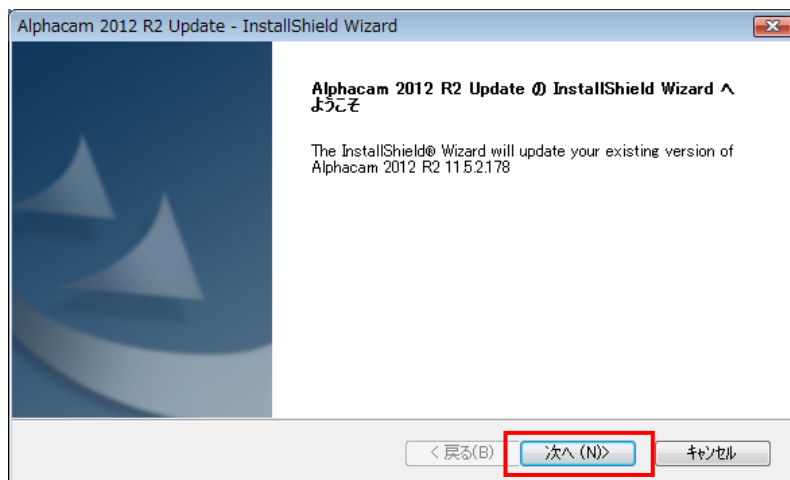 Alphacam 2012 R2 Update - InstallShield Wizard
Alphacam 2012 R2 Update の InstallShield Wizard へ
ようこそ
The InstallShield® Wizard will update your existing version of
Alphacam 2012 R2 11.5.2.178
< 戻る(B)
次へ (N)>
キャンセル